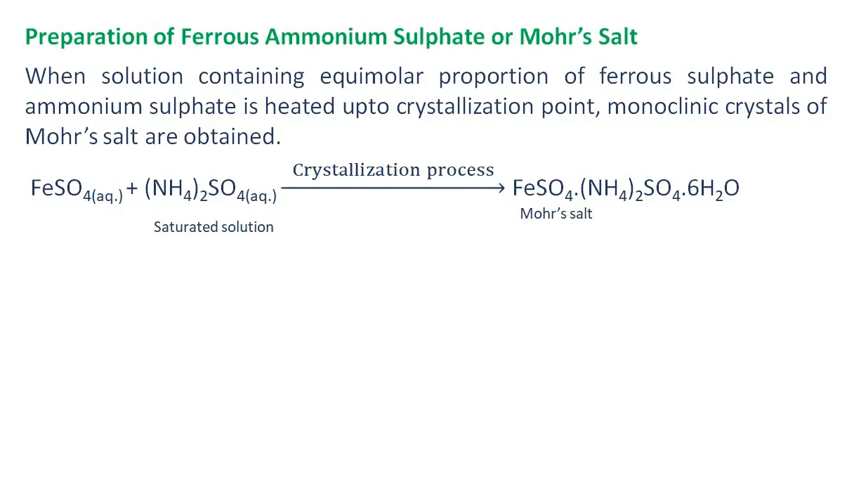 Preparation of Ferrous Ammonium Sulphate or Mohr’s Salt
When solution containing equimolar proportion of ferrous sulphate and
ammonium sulphate is heated upto crystallization point, monoclinic crystals of
Mohr’s salt are obtained.
Crystallization process
FeSO₄₍aq.₎ + (NH₄)₂SO₄₍aq.₎ ⟶ FeSO₄.(NH₄)₂SO₄.6H₂O
Saturated solution Mohr’s salt